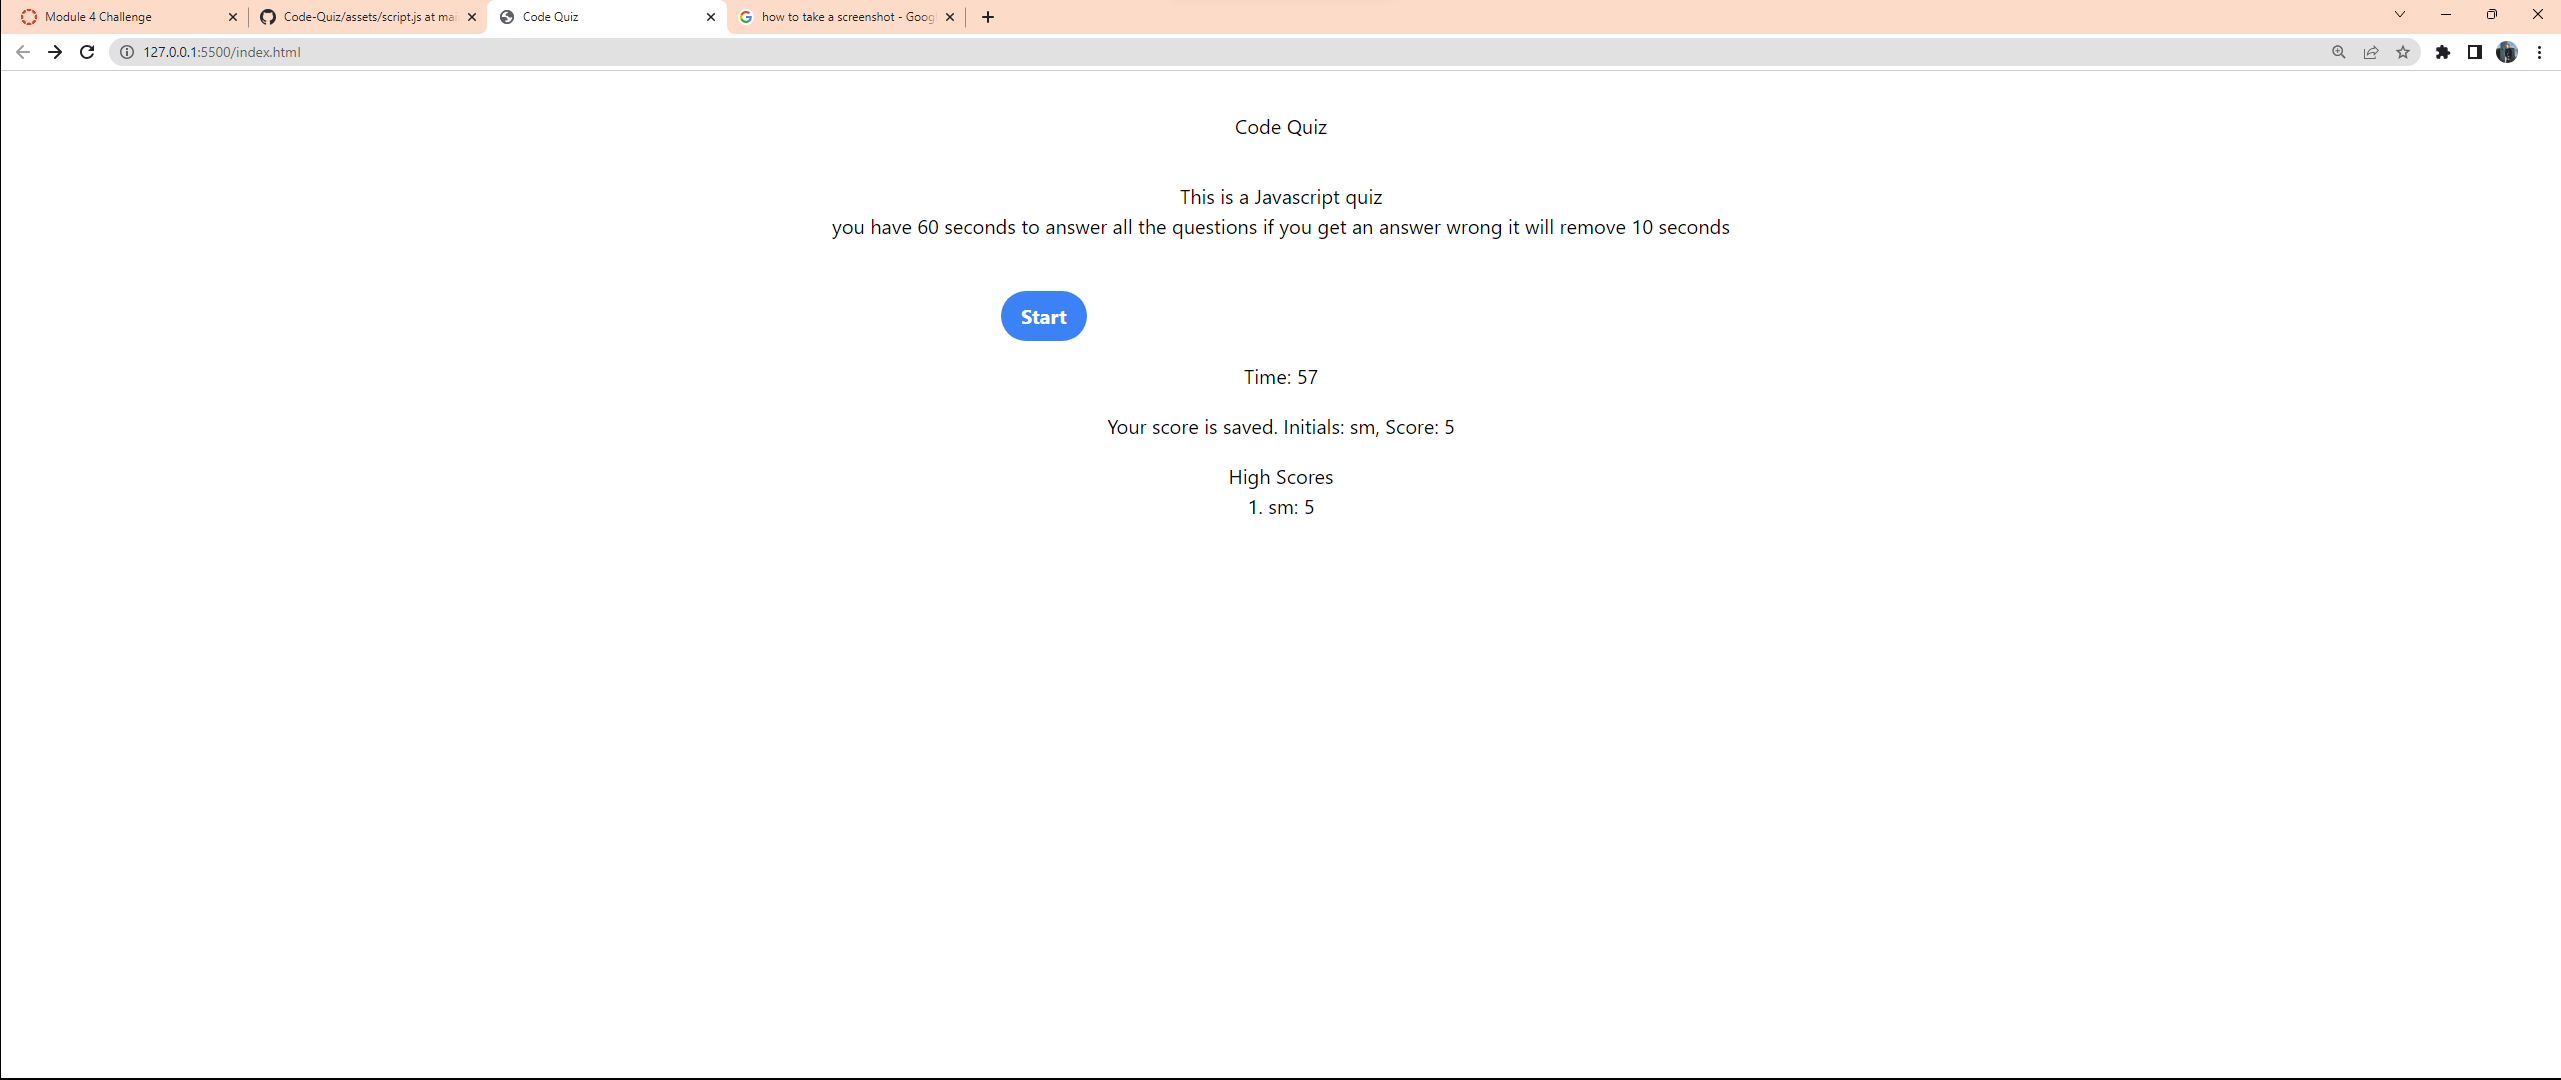 Module 4 Challenge
Code-Quiz/assets/script.js at mai
Code Quiz
how to take a screenshot - Goog
127.0.0.1:5500/index.html
Code Quiz
This is a Javascript quiz
you have 60 seconds to answer all the questions if you get an answer wrong it will remove 10 seconds
Start
Time: 57
Your score is saved. Initials: sm, Score: 5
High Scores
1. sm: 5